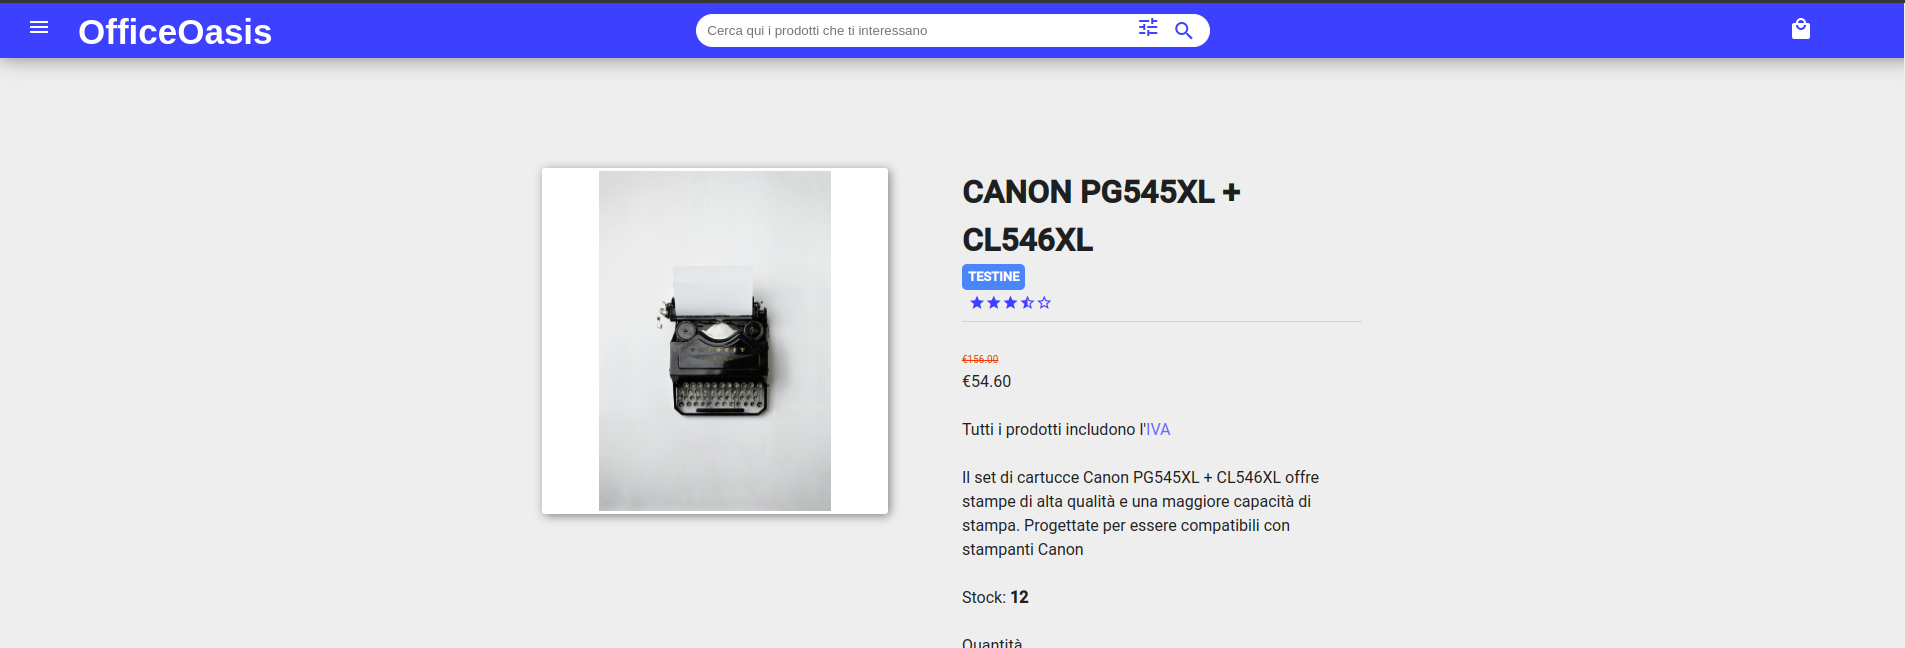 OfficeOasis
Cerca qui i prodotti che ti interessano
CANON PG545XL +
CL546XL
TESTINE
€156.00
€54.60
Tutti i prodotti includono l'IVA
Il set di cartucce Canon PG545XL + CL546XL offre
stampe di alta qualità e una maggiore capacità di
stampa. Progettate per essere compatibili con
stampanti Canon
Stock: 12
Quantità